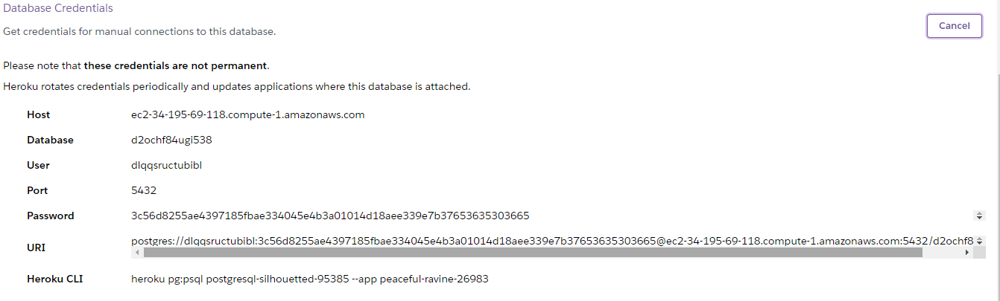 Database Credentials
Get credentials for manual connections to this database.
Cancel
Please note that these credentials are not permanent.
Heroku rotates credentials periodically and updates applications where this database is attached.
Host ec2-34-195-69-118.compute-1.amazonaws.com
Database d2ochf84ugi538
User dlqqsructubibl
Port 5432
Password 3c56d8255ae4397185fbae334045e4b3a01014d18aee339e7b37653635303665
URI postgres://dlqqsructubibl:3c56d8255ae4397185fbae334045e4b3a01014d18aee339e7b37653635303665@ec2-34-195-69-118.compute-1.amazonaws.com:5432/d2ochf8
Heroku CLI heroku pg:psql postgresql-silhouetted-95385 --app peaceful-ravine-26983